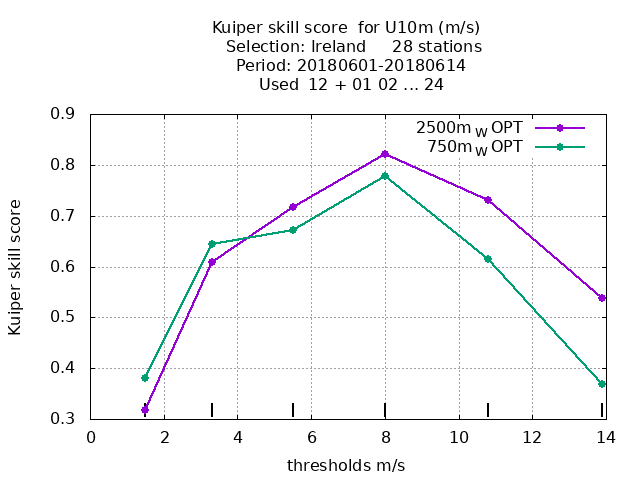 Kuiper skill score  for U10m (m/s)
Selection: Ireland     28 stations
Period: 20180601-20180614
Used  12 + 01 02 ... 24
2500m W OPT
750m W OPT
Kuiper skill score
0.9
0.8
0.7
0.6
0.5
0.4
0.3
0 2 4 6 8 10 12 14
thresholds m/s